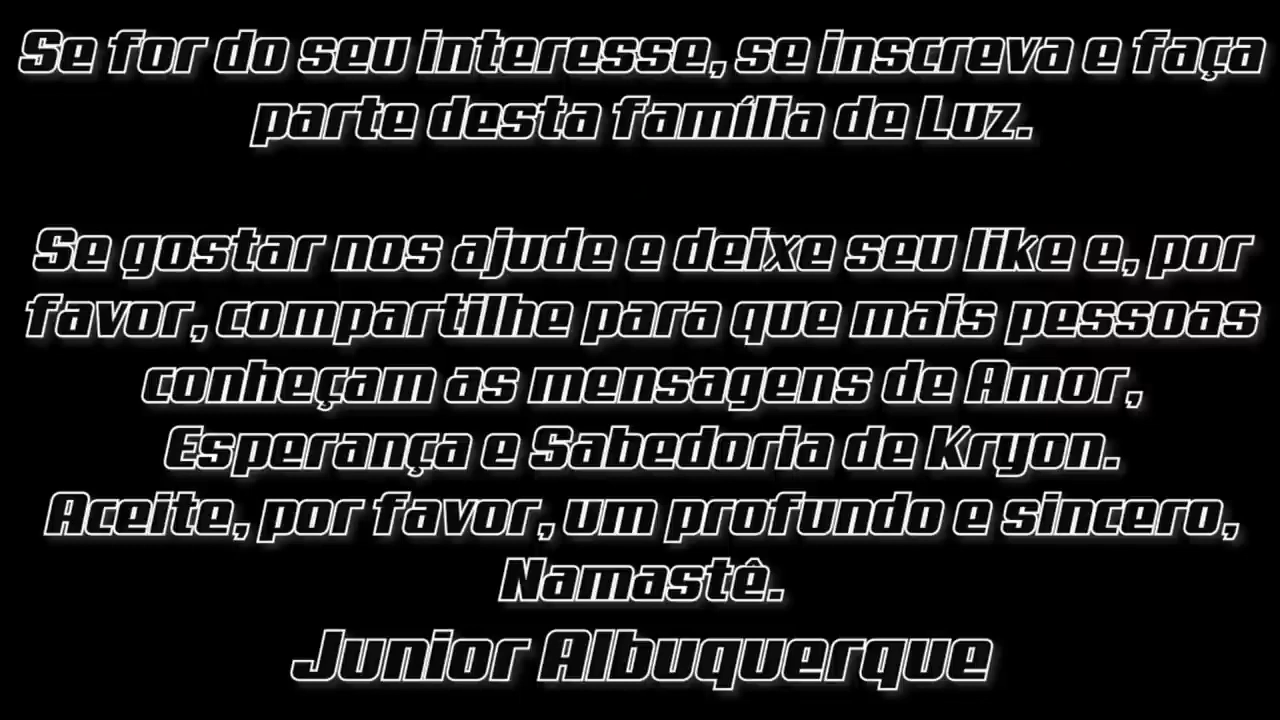 Se for do seu interesse, se inscreva e faça
parte desta família de Luz.
Se gostar nos ajude e deixe seu like e, por
favor, compartilhe para que mais pessoas
conheçam as mensagens de Amor,
Esperança e Sabedoria de Kryon.
Aceite, por favor, um profundo e sincero,
Namastê.
Junior Albuquerque